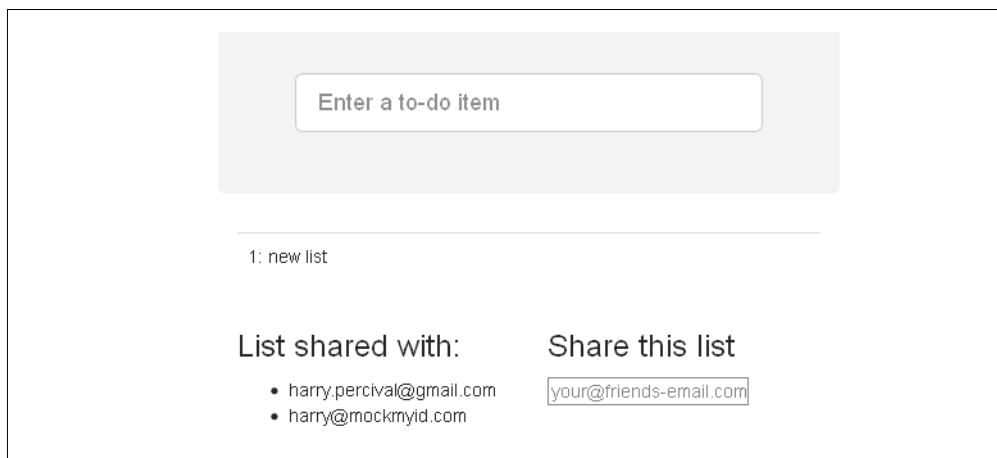 Enter a to-do item
1: new list
List shared with:
harry.percival@gmail.com
harry@mockmyid.com
Share this list
your@friends-email.com